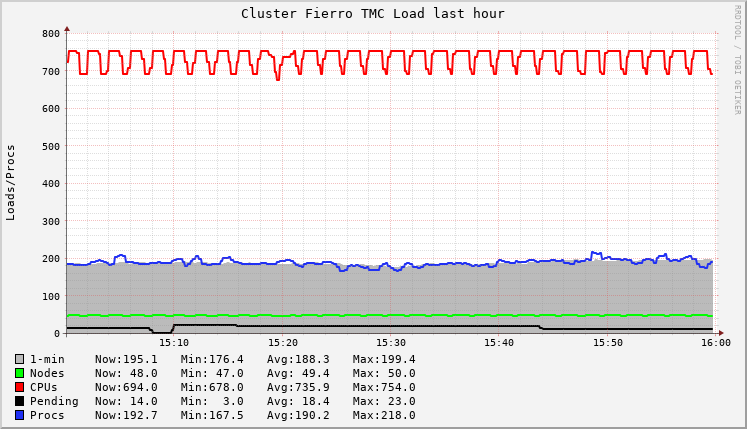 Cluster Fierro TMC Load last hour
RRDTOOL / TOBI OETIKER
Loads/Procs
800
700
600
500
400
300
200
100
0
15:10 15:20 15:30 15:40 15:50 16:00
1-min Now:195.1 Min:176.4 Avg:188.3 Max:199.4
Nodes Now: 48.0 Min: 47.0 Avg: 49.4 Max: 50.0
CPUs Now:694.0 Min:678.0 Avg:735.9 Max:754.0
Pending Now: 14.0 Min: 3.0 Avg: 18.4 Max: 23.0
Procs Now:192.7 Min:167.5 Avg:190.2 Max:218.0